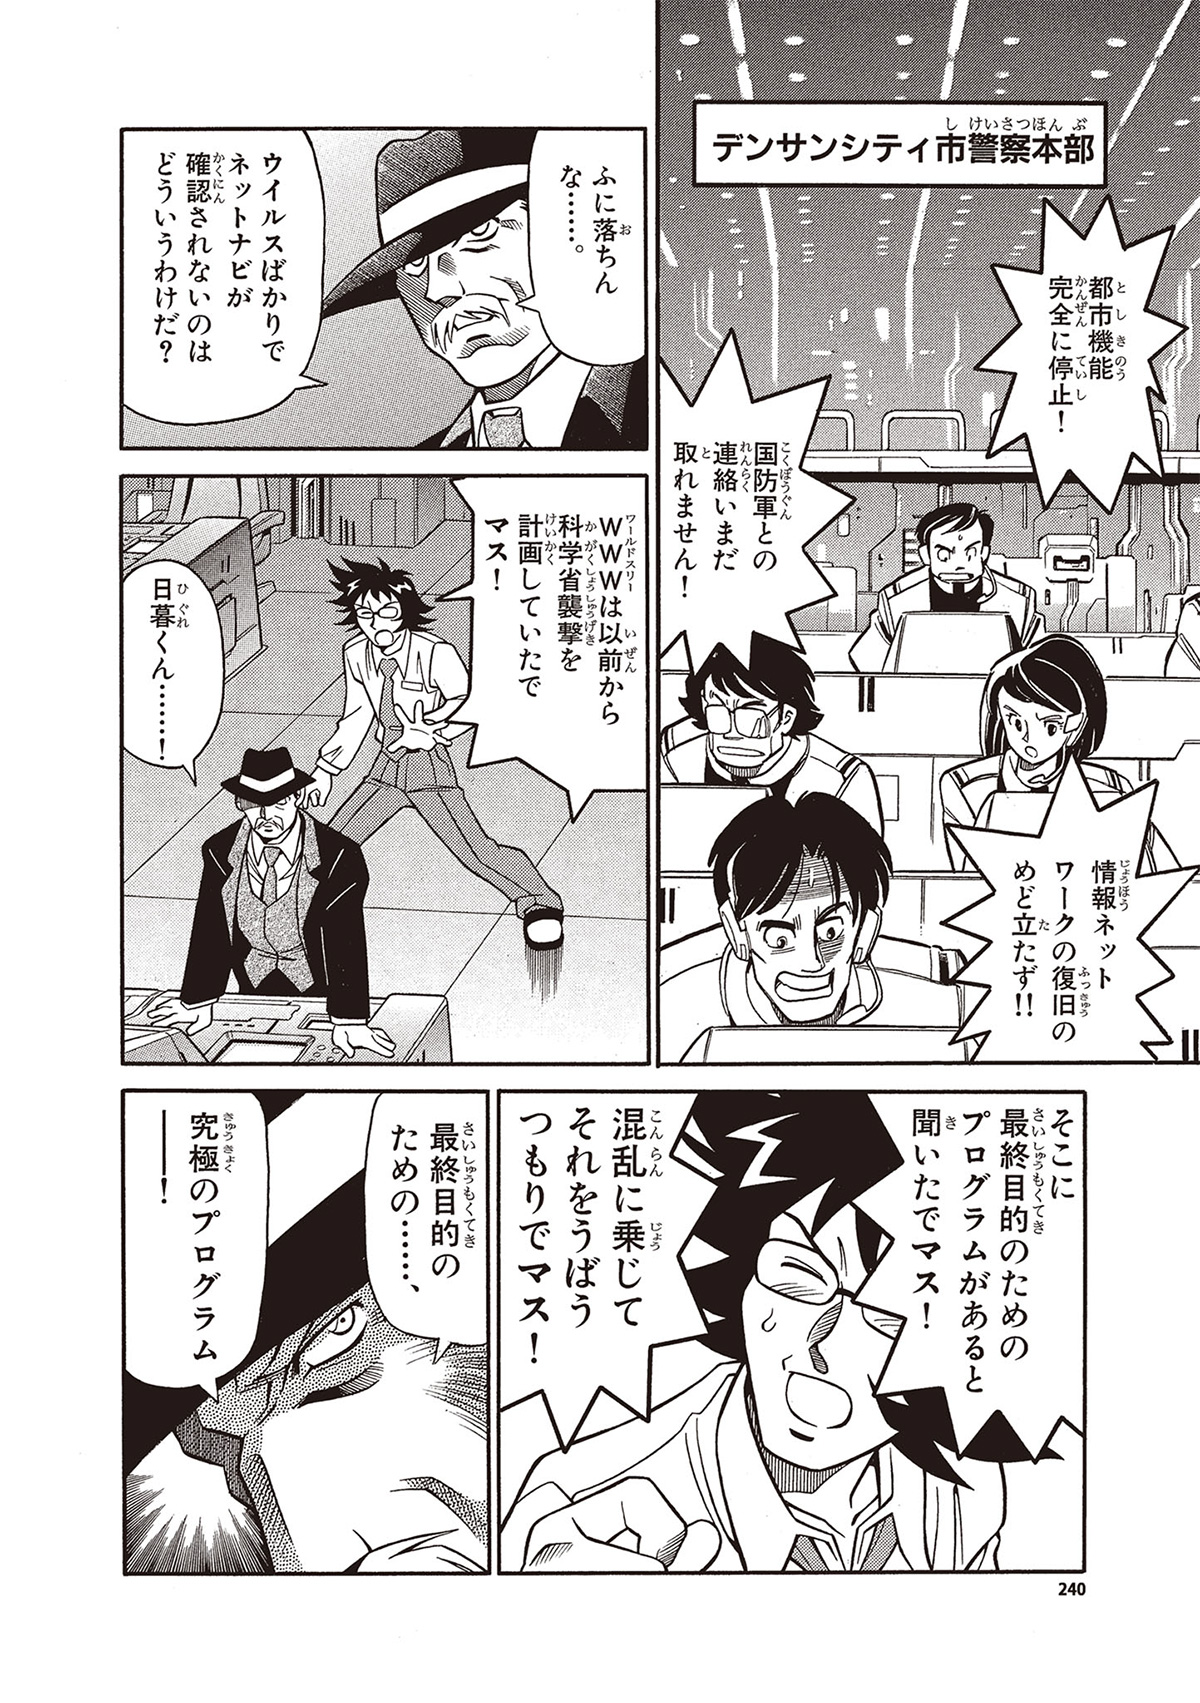 デンサンシティ市警察本部
都市機能
完全に停止！
国防軍との
連絡いまだ
取れません！
情報ネット
ワークの復旧の
めど立たず!!
ふに落ちん
な……。
ウイルスばかりで
ネットナビが
確認されないのは
どういうわけだ？
WWWは以前から
科学省襲撃を
計画していたで
マス！
日暮くん………！
そこに
最終目的のための
プログラムがあると
聞いたでマス！
混乱に乗じて
それをうばう
つもりでマス！
最終目的の
ための……、
究極のプログラム
――！
240